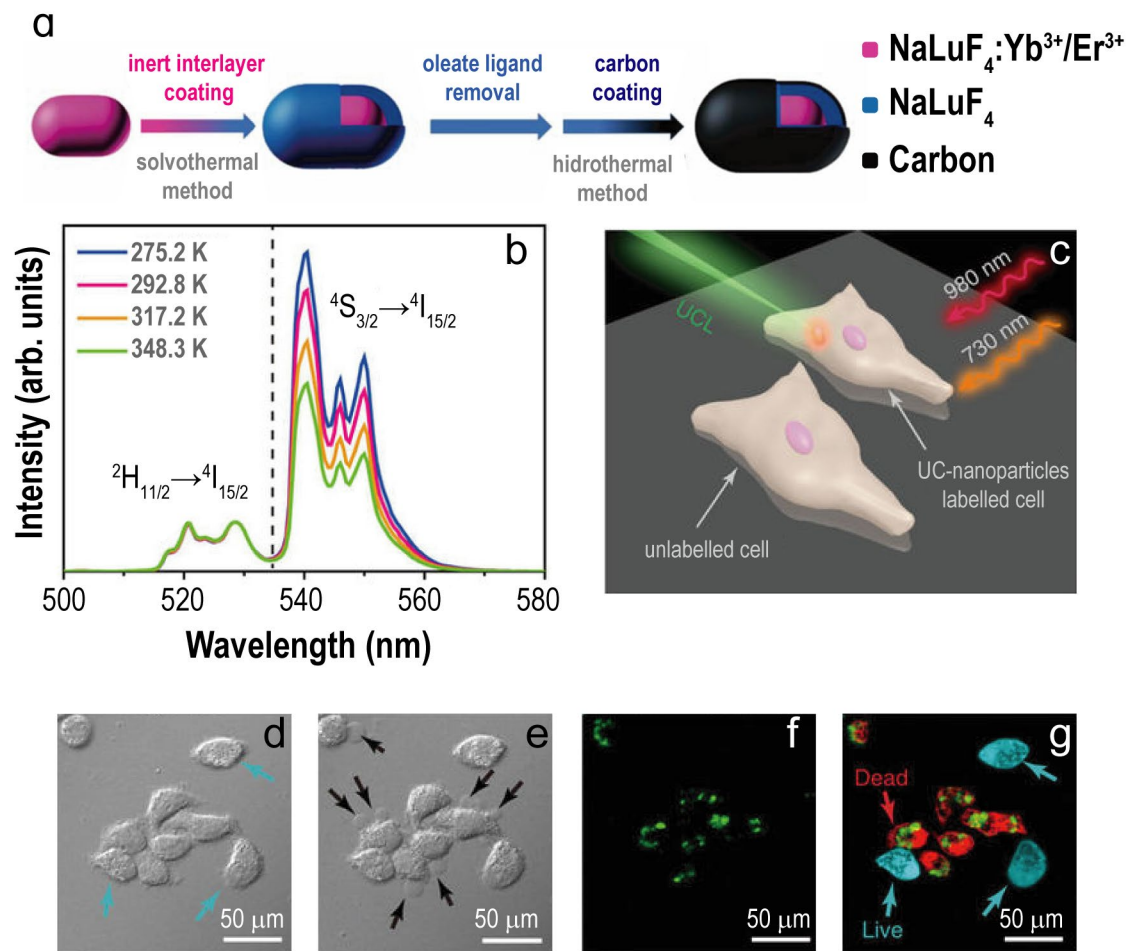 a
inert interlayer
coating
solvothermal
method
oleate ligand
removal
carbon
coating
hidrothermal
method
NaLuF₄:Yb³⁺/Er³⁺
NaLuF₄
Carbon
b
Intensity (arb. units)
275.2 K
292.8 K
317.2 K
348.3 K
⁴S₃/₂→⁴I₁₅/₂
²H₁₁/₂→⁴I₁₅/₂
500 520 540 560 580
Wavelength (nm)
c
UCL
980 nm
730 nm
UC-nanoparticles
labelled cell
unlabelled cell
d
50 μm
e
50 μm
f
50 μm
g
Dead
Live
50 μm